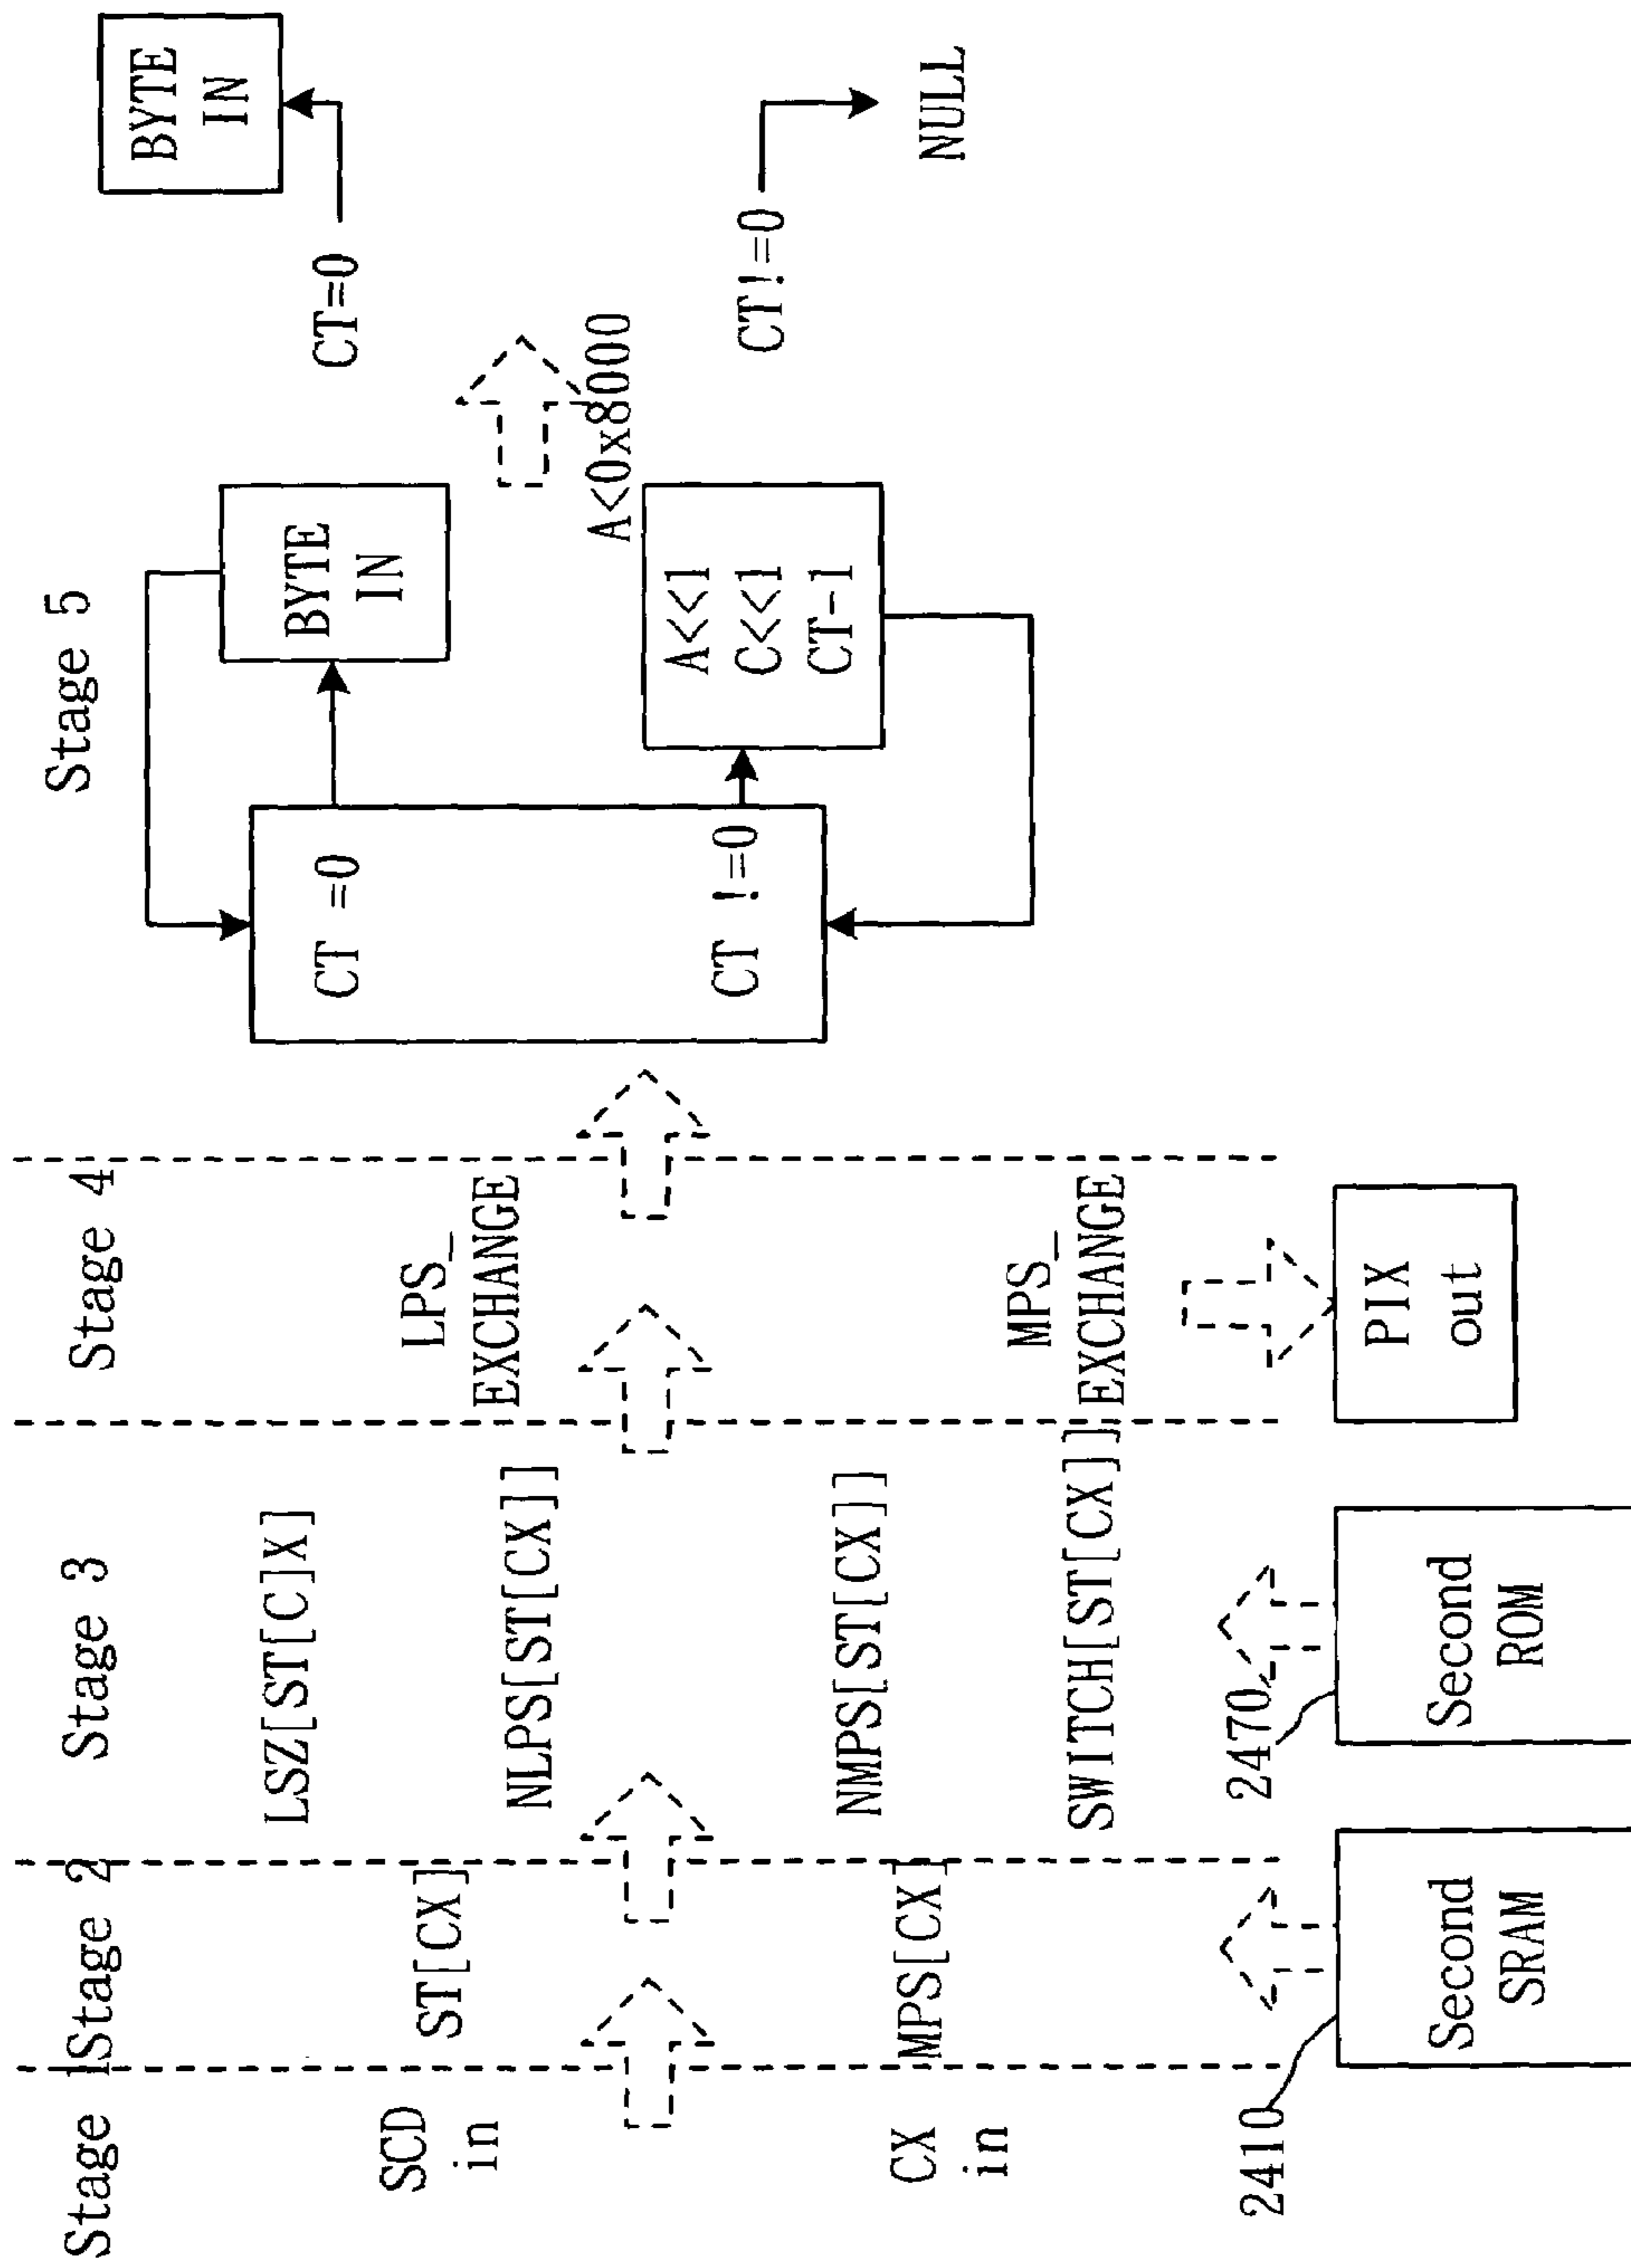 Stage 1
Stage 2
Stage 3
Stage 4
Stage 5
SCD
in
CX
in
ST[CX]
MPS[CX]
LSZ[ST[C]X]
NLPS[ST[CX]]
NMPS[ST[CX]]
SWITCH[ST[CX]]
LPS_
EXCHANGE
MPS_
EXCHANGE
CT =0
CT !=0
BYTE
IN
A<<1
C<<1
CT-1
A<0x8000
CT=0
BYTE
IN
CT!=0
NULL
2410
Second
SRAM
2470
Second
ROM
PIX
out